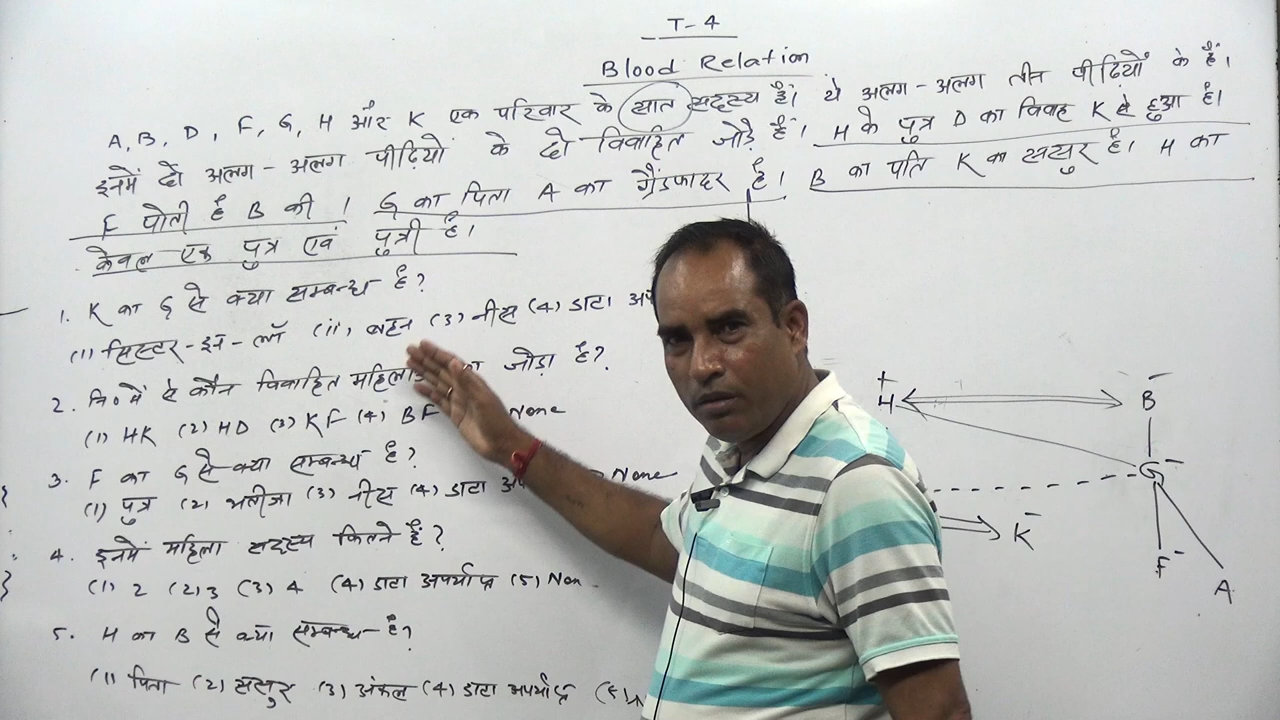 T-4
Blood Relation
A, B, D, F, G, H और K एक परिवार के सात सदस्य हैं। ये अलग-अलग तीन पीढ़ियों के हैं।
इनमें दो अलग-अलग पीढ़ियों के दो विवाहित जोड़े हैं। H के पुत्र D का विवाह K से हुआ है।
F पोती है B की। G का पिता A का ग्रैंडफादर है। B का पति K का ससुर है। H का
केवल एक पुत्र एवं पुत्री है।
1. K का G से क्या सम्बन्ध है?
(1) सिस्टर-इन-लॉ (ii) बहन (3) नीस (4) डाटा
2. नि० में से कौन विवाहित जोड़ा है?
(1) HK (2) HD (3) KF (4) BF None
3. F का G से क्या सम्बन्ध है?
(1) पुत्र (2) भतीजा (3) नीस (4) डाटा None
4. इनमें महिला सदस्य कितने हैं?
(1) 2 (2) 3 (3) 4 (4) डाटा अपर्याप्त (5) Non
5. H का B से क्या सम्बन्ध है?
(1) पिता (2) ससुर (3) अंकल (4) डाटा अपर्याप्त
+ -
H B
G -
K -
F -
A